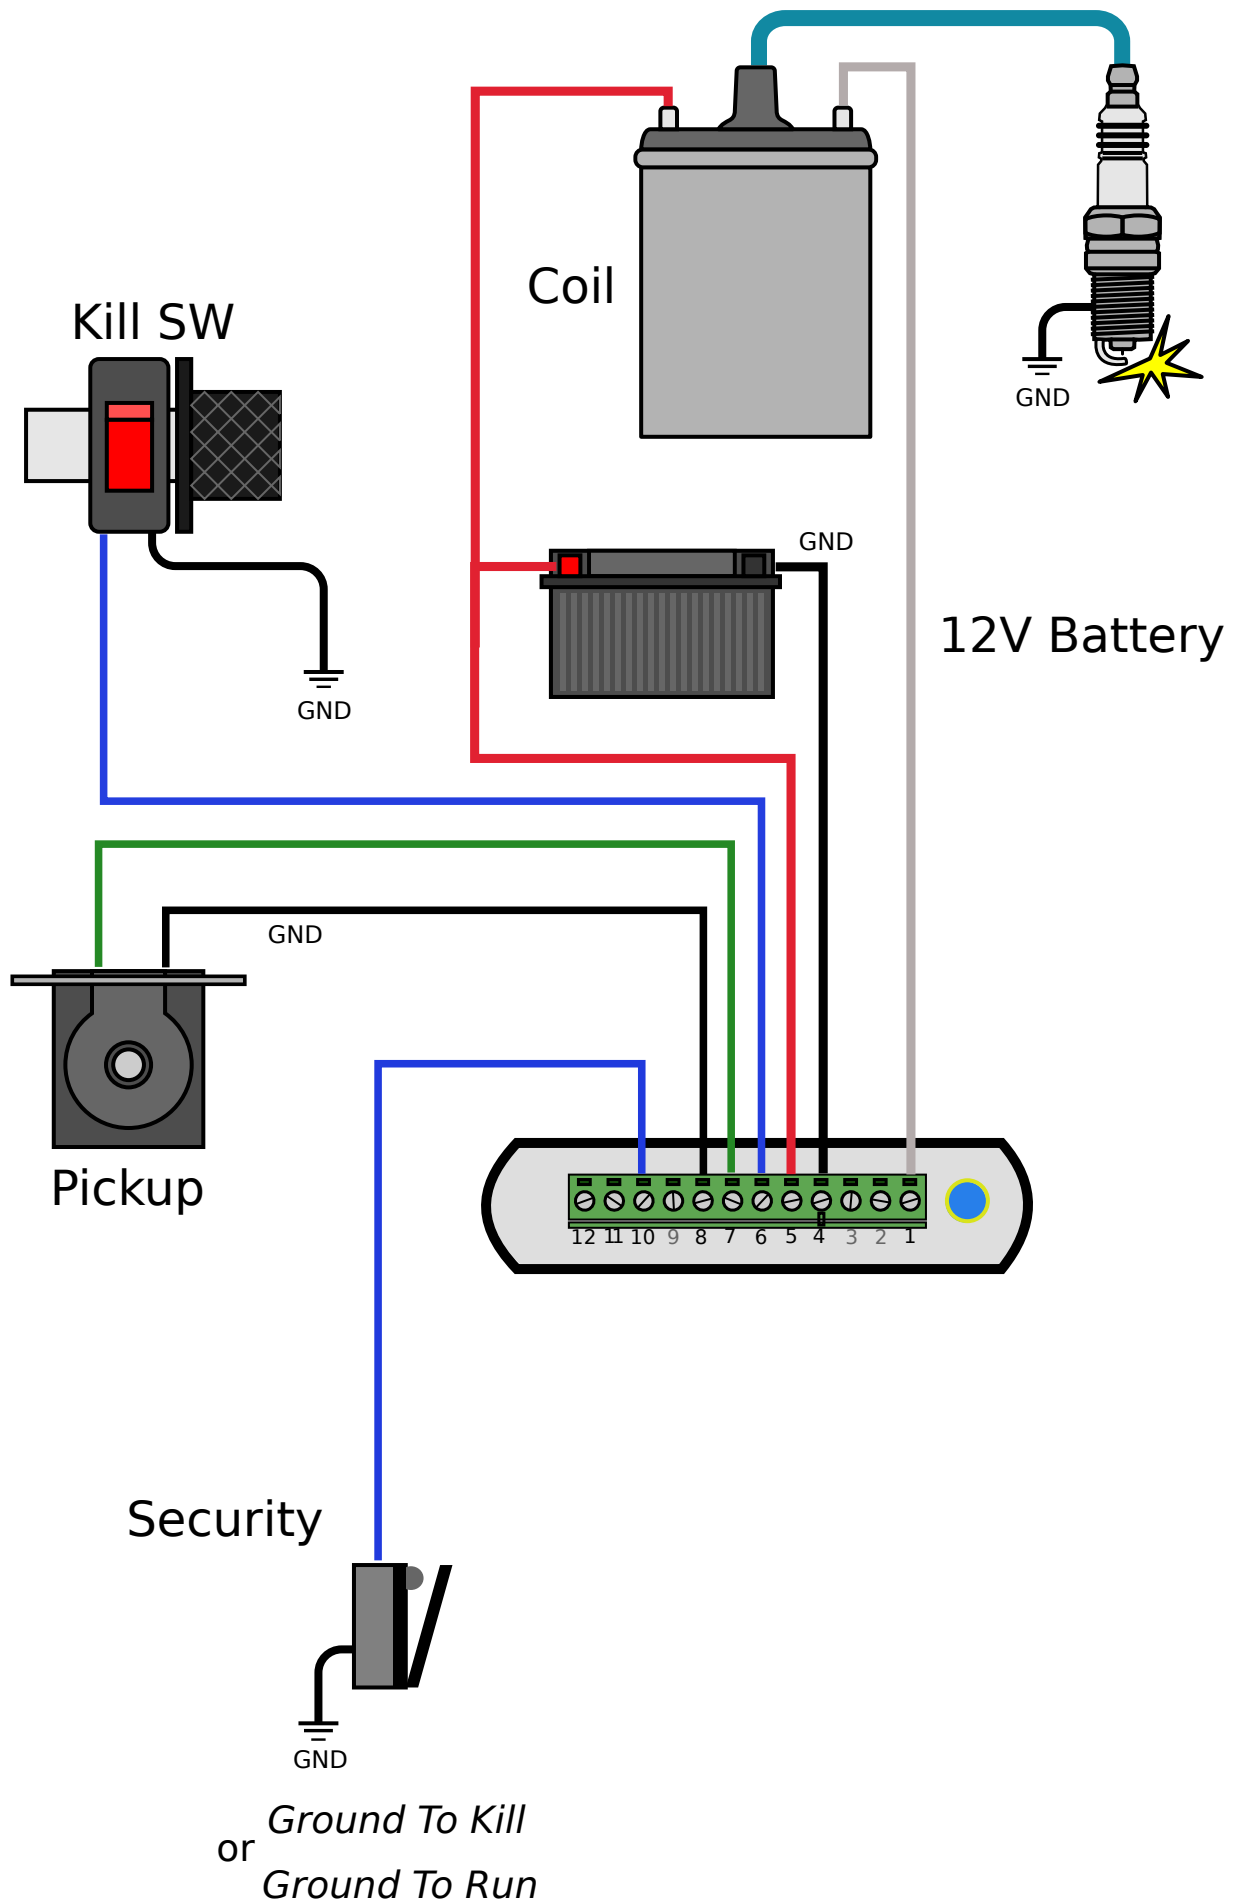 Coil
Kill SW
GND
GND
12V Battery
GND
GND
Pickup
12 11 10 9 8 7 6 5 4 3 2 1
Security
GND
Ground To Kill
or
Ground To Run